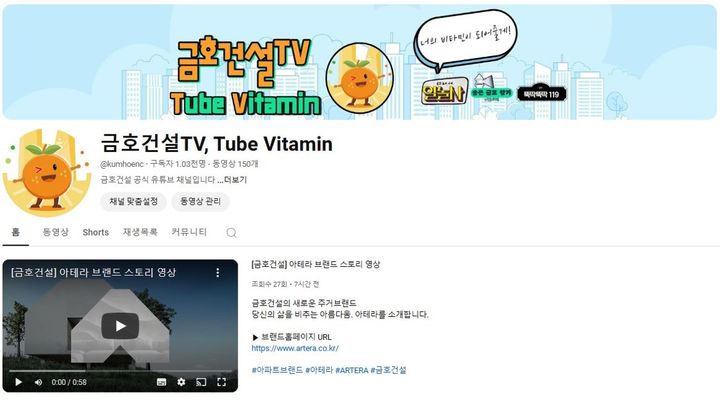 금호건설TV
Tube Vitamin
너의 비타민이 되어줄게!
숨은 금호 찾기
뚝딱뚝딱 119
금호건설TV, Tube Vitamin
@kumhoenc · 구독자 1.03천명 · 동영상 150개
금호건설 공식 유튜브 채널입니다 ...더보기
채널 맞춤설정
동영상 관리
홈 동영상 Shorts 재생목록 커뮤니티
[금호건설] 아테라 브랜드 스토리 영상
0:00 / 0:58
[금호건설] 아테라 브랜드 스토리 영상
조회수 27회 • 7시간 전
금호건설의 새로운 주거브랜드
당신의 삶을 비추는 아름다움, 아테라를 소개합니다.
▶ 브랜드홈페이지 URL
https://www.artera.co.kr/
#아파트브랜드 #아테라 #ARTERA #금호건설